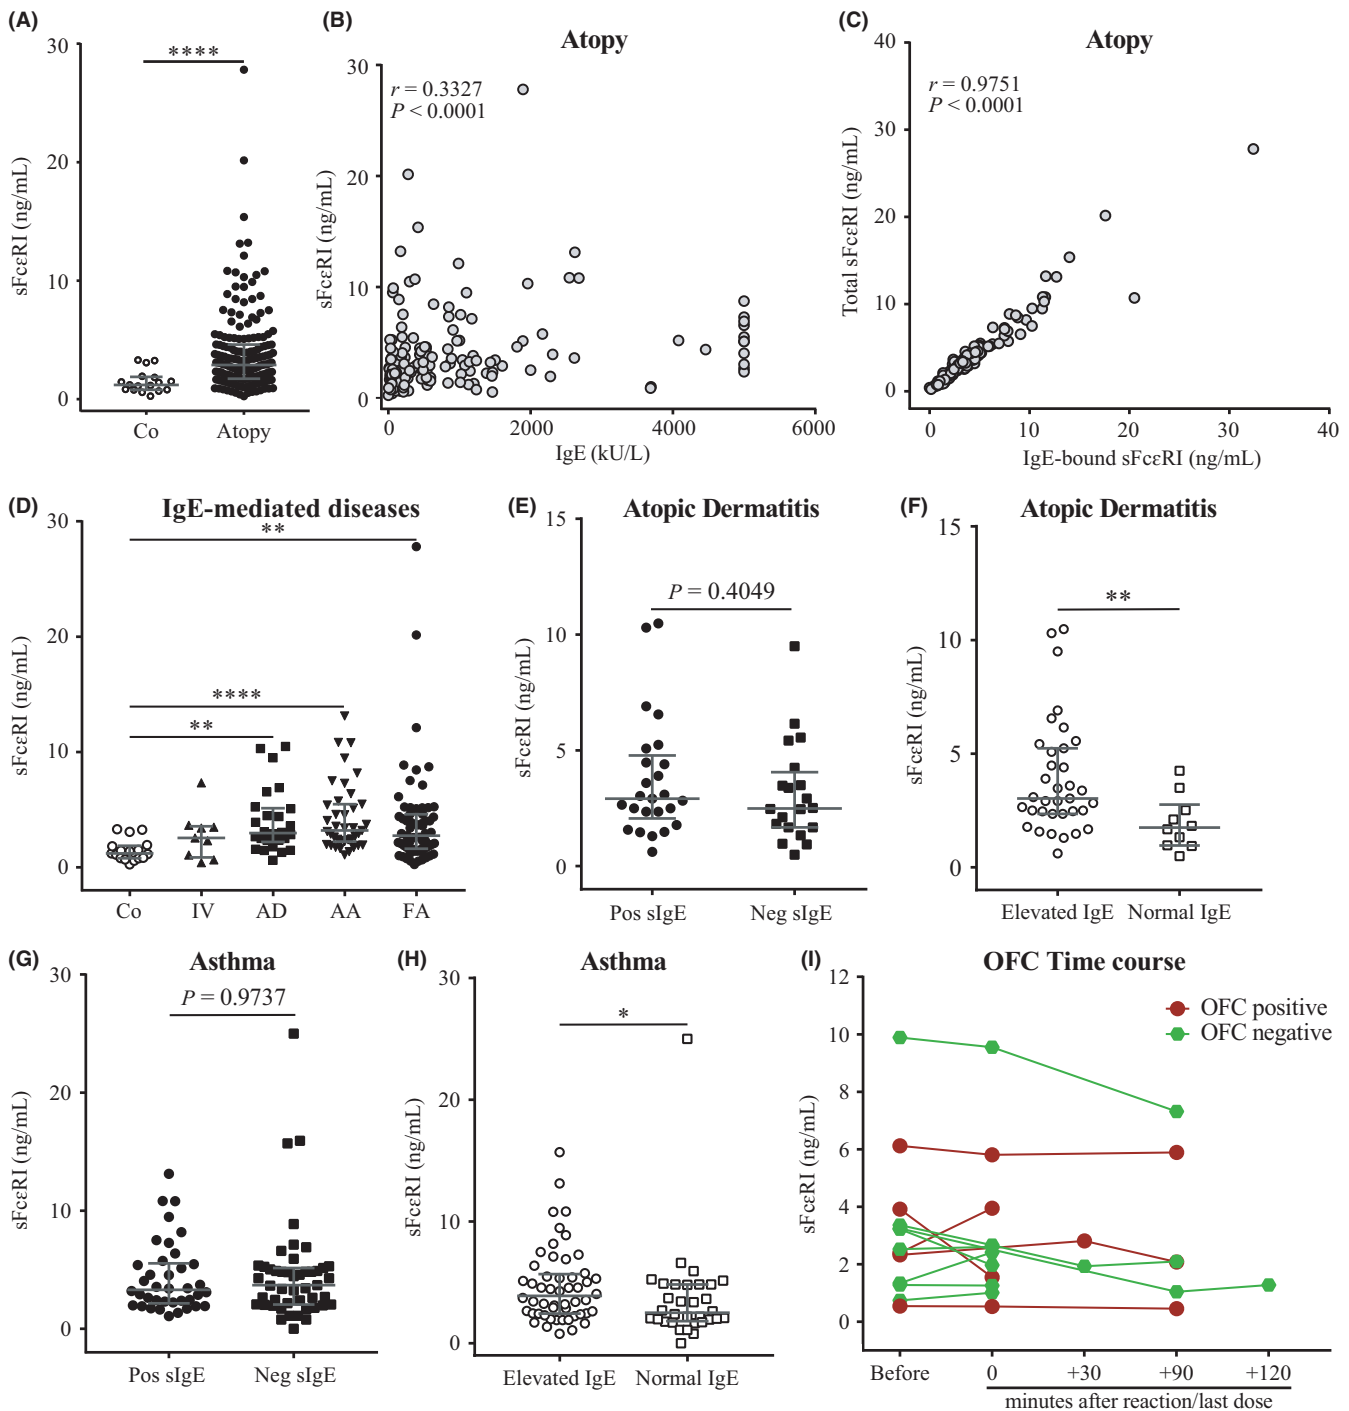 (A)
30
20
10
0
sFcεRI (ng/mL)
****
Co
Atopy
(B)
Atopy
30
20
10
0
sFcεRI (ng/mL)
r = 0.3327
P < 0.0001
0
2000
4000
6000
IgE (kU/L)
(C)
Atopy
40
30
20
10
0
Total sFcεRI (ng/mL)
r = 0.9751
P < 0.0001
0
10
20
30
40
IgE-bound sFcεRI (ng/mL)
(D)
IgE-mediated diseases
30
20
10
0
sFcεRI (ng/mL)
**
****
**
Co
IV
AD
AA
FA
(E)
Atopic Dermatitis
15
10
5
0
sFcεRI (ng/mL)
P = 0.4049
Pos sIgE
Neg sIgE
(F)
Atopic Dermatitis
15
10
5
0
sFcεRI (ng/mL)
**
Elevated IgE
Normal IgE
(G)
Asthma
30
20
10
0
sFcεRI (ng/mL)
P = 0.9737
Pos sIgE
Neg sIgE
(H)
Asthma
30
20
10
0
sFcεRI (ng/mL)
*
Elevated IgE
Normal IgE
(I)
OFC Time course
12
10
8
6
4
2
0
sFcεRI (ng/mL)
OFC positive
OFC negative
Before
0
+30
+90
+120
minutes after reaction/last dose